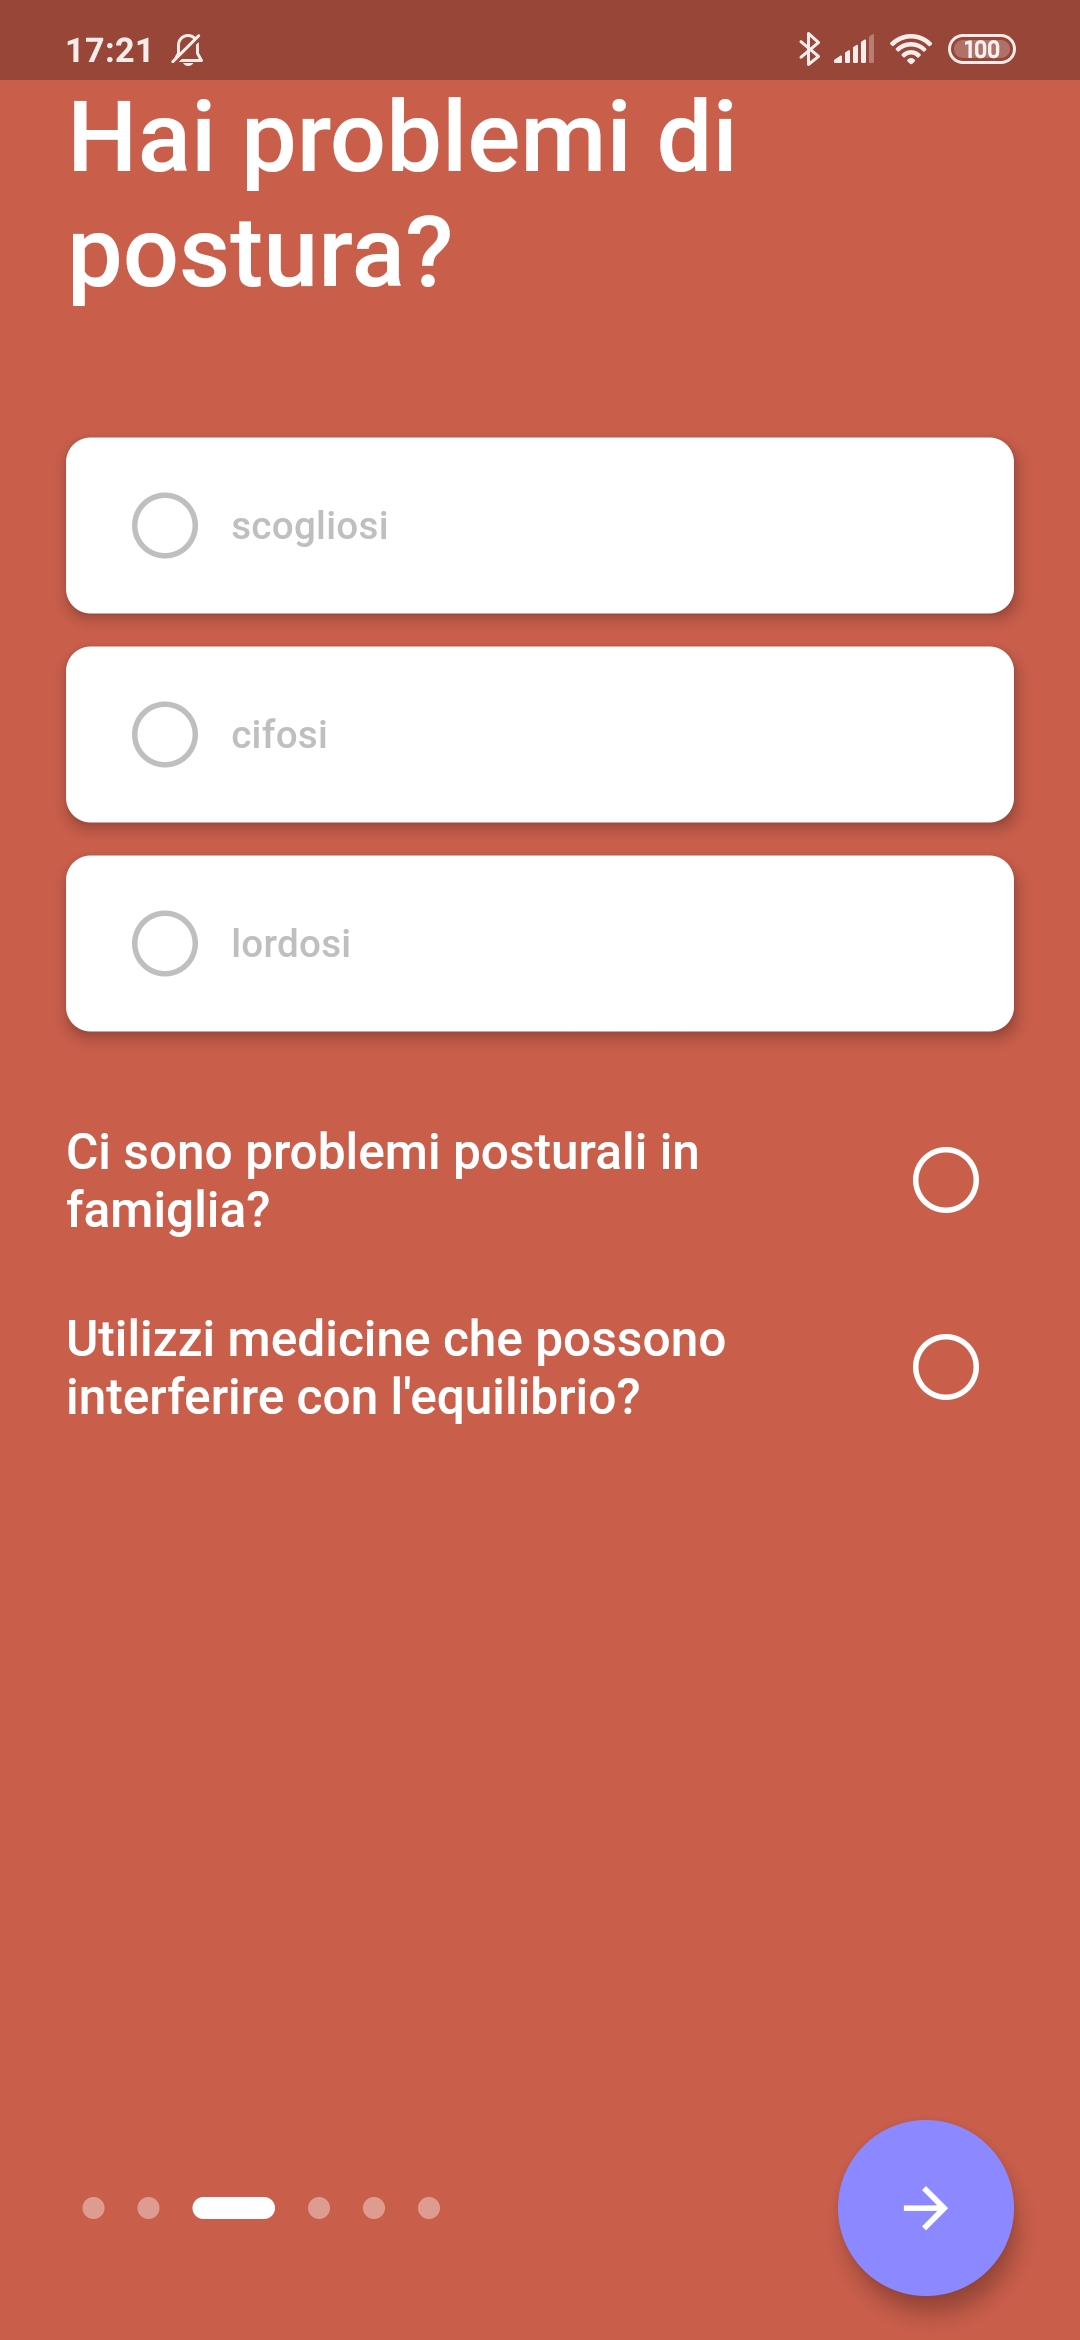 17:21
100
Hai problemi di
postura?
scogliosi
cifosi
lordosi
Ci sono problemi posturali in
famiglia?
Utilizzi medicine che possono
interferire con l'equilibrio?